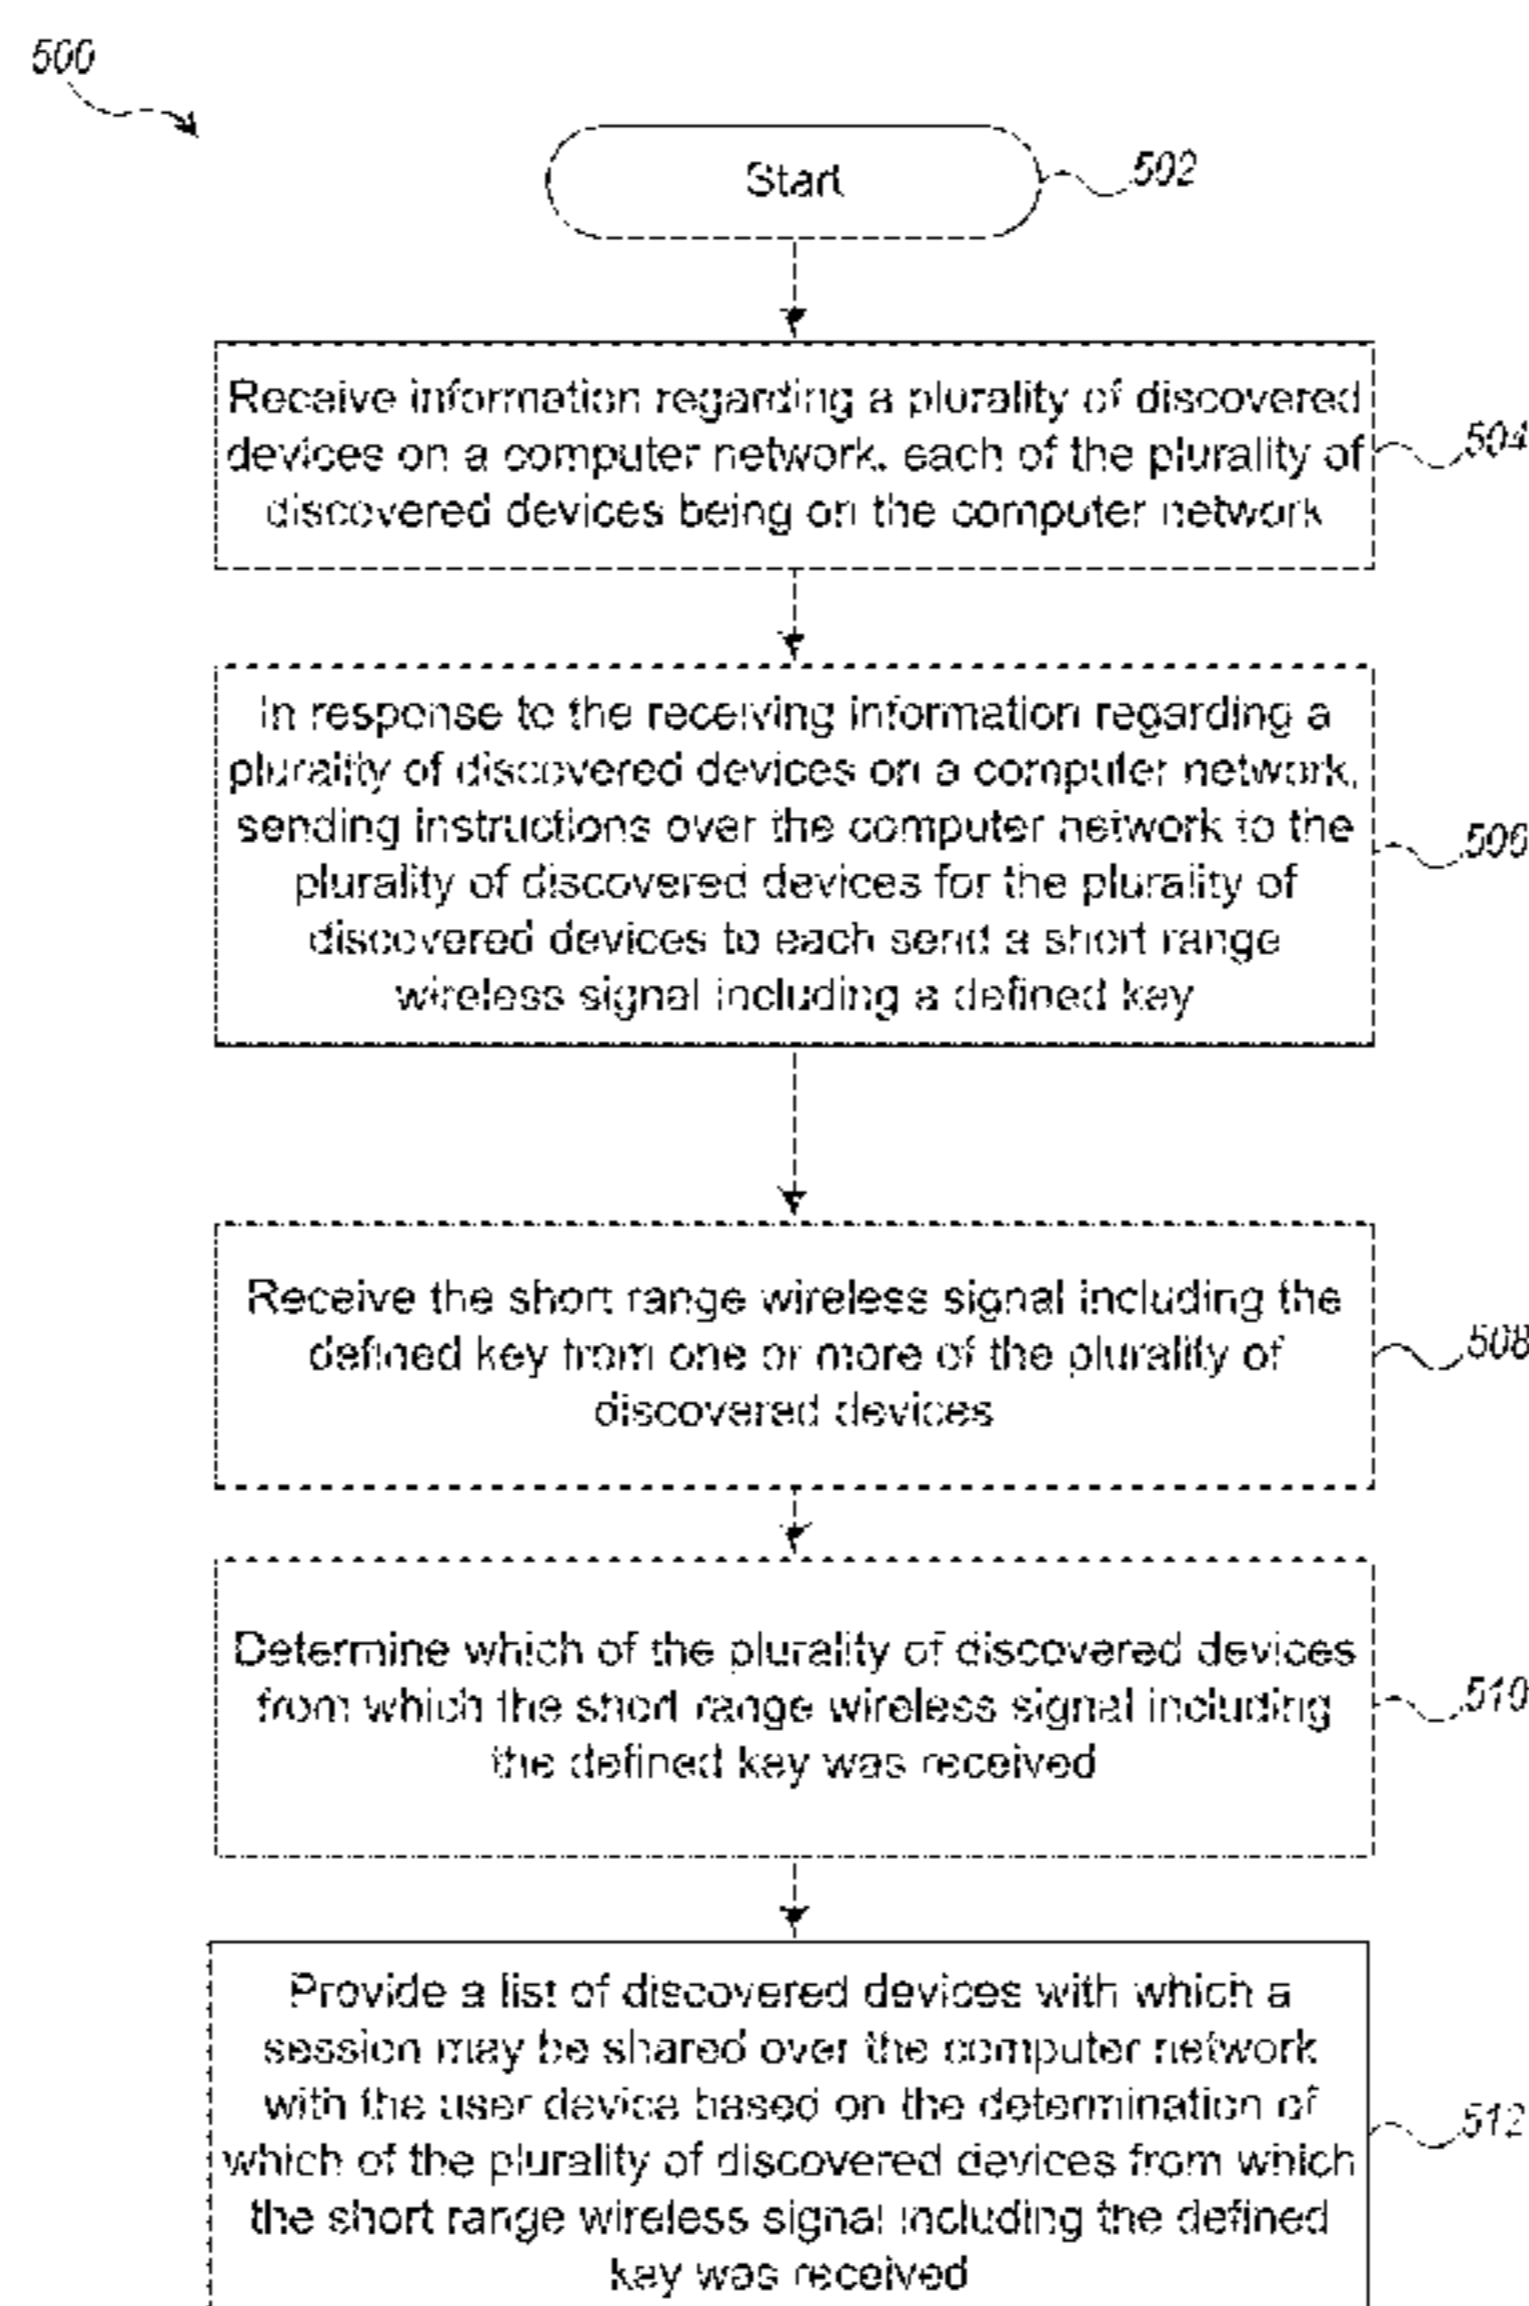 500
Start
502
Receive information regarding a plurality of discovered
devices on a computer network, each of the plurality of
discovered devices being on the computer network
504
In response to the receiving information regarding a
plurality of discovered devices on a computer network,
sending instructions over the computer network to the
plurality of discovered devices for the plurality of
discovered devices to each send a short range
wireless signal including a defined key
506
Receive the short range wireless signal including the
defined key from one or more of the plurality of
discovered devices
508
Determine which of the plurality of discovered devices
from which the short range wireless signal including
the defined key was received
510
Provide a list of discovered devices with which a
session may be shared over the computer network
with the user device based on the determination of
which of the plurality of discovered devices from which
the short range wireless signal including the defined
key was received
512